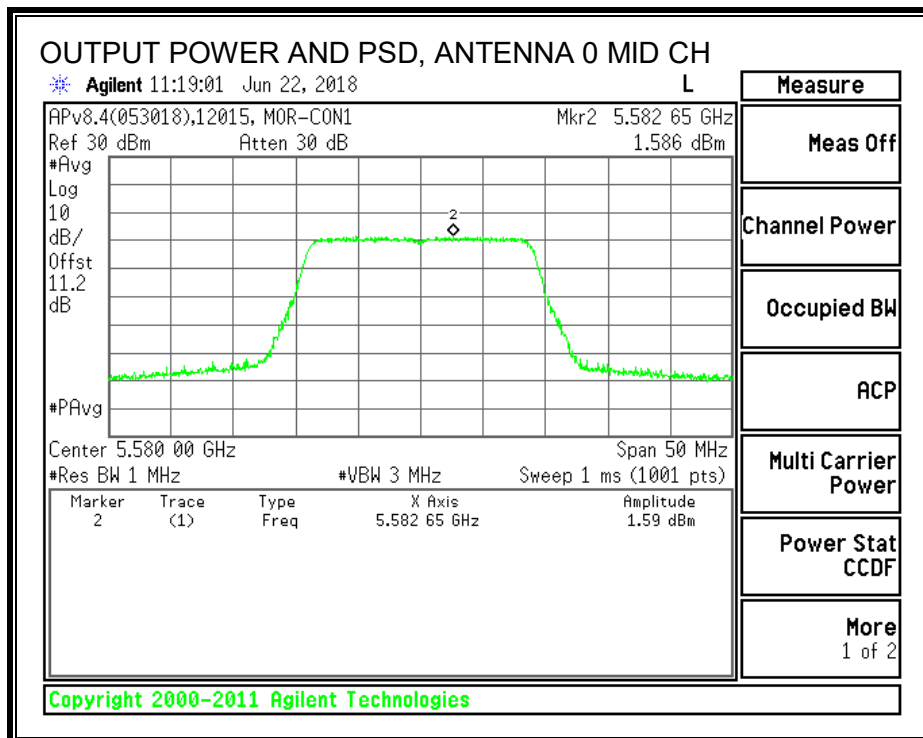 OUTPUT POWER AND PSD, ANTENNA 0 MID CH
Agilent 11:19:01 Jun 22, 2018 L
APv8.4(053018),12015, MOR-CON1 Mkr2 5.582 65 GHz
Ref 30 dBm Atten 30 dB 1.586 dBm
#Avg
Log
10
dB/
Offst
11.2
dB
#PAvg
2
Center 5.580 00 GHz Span 50 MHz
#Res BW 1 MHz #VBW 3 MHz Sweep 1 ms (1001 pts)
Marker Trace Type X Axis Amplitude
2 (1) Freq 5.582 65 GHz 1.59 dBm
Measure
Meas Off
Channel Power
Occupied BW
ACP
Multi Carrier
Power
Power Stat
CCDF
More
1 of 2
Copyright 2000-2011 Agilent Technologies